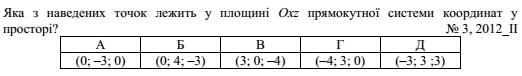 Яка з наведених точок лежить у площині Oxz прямокутної системи координат у
просторі? № 3, 2012_II
А Б В Г Д
(0; –3; 0) (0; 4; –3) (3; 0; –4) (–4; 3; 0) (–3; 3 ;3)